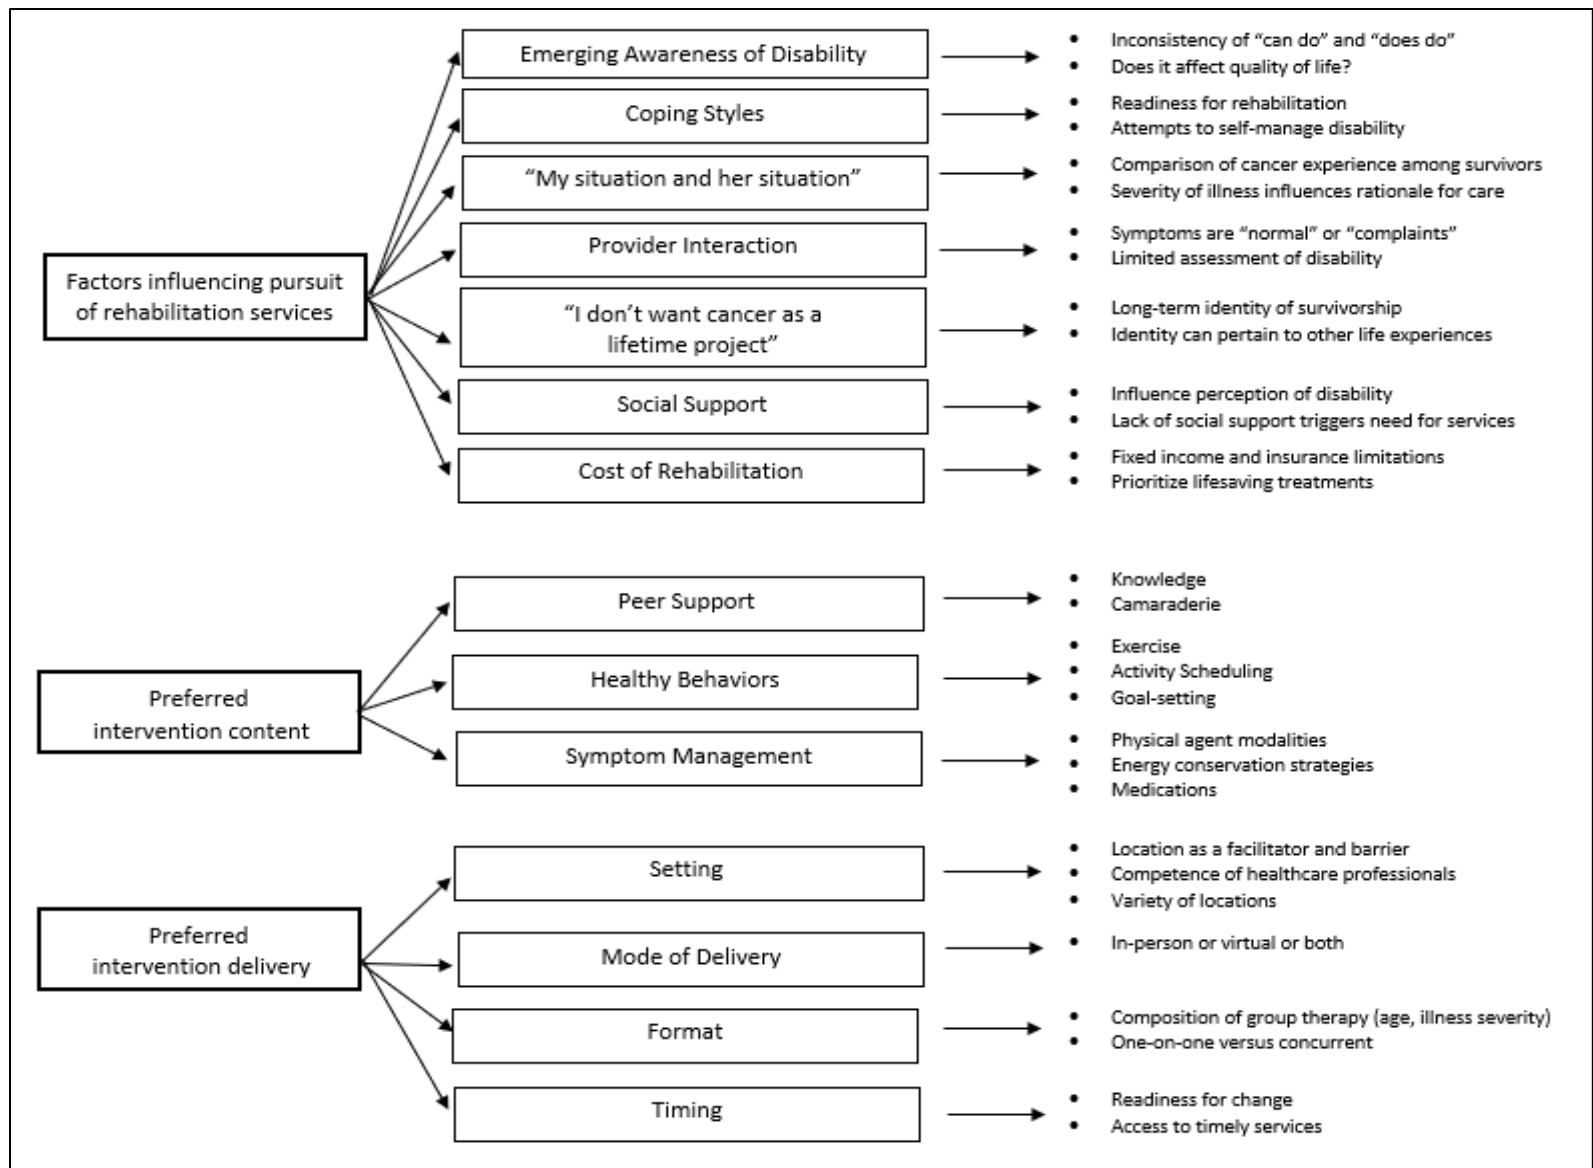 Factors influencing pursuit
of rehabilitation services
Emerging Awareness of Disability
• Inconsistency of “can do” and “does do”
• Does it affect quality of life?
Coping Styles
• Readiness for rehabilitation
• Attempts to self-manage disability
“My situation and her situation”
• Comparison of cancer experience among survivors
• Severity of illness influences rationale for care
Provider Interaction
• Symptoms are “normal” or “complaints”
• Limited assessment of disability
“I don’t want cancer as a
lifetime project”
• Long-term identity of survivorship
• Identity can pertain to other life experiences
Social Support
• Influence perception of disability
• Lack of social support triggers need for services
Cost of Rehabilitation
• Fixed income and insurance limitations
• Prioritize lifesaving treatments
Preferred
intervention content
Peer Support
• Knowledge
• Camaraderie
Healthy Behaviors
• Exercise
• Activity Scheduling
• Goal-setting
Symptom Management
• Physical agent modalities
• Energy conservation strategies
• Medications
Preferred
intervention delivery
Setting
• Location as a facilitator and barrier
• Competence of healthcare professionals
• Variety of locations
Mode of Delivery
• In-person or virtual or both
Format
• Composition of group therapy (age, illness severity)
• One-on-one versus concurrent
Timing
• Readiness for change
• Access to timely services